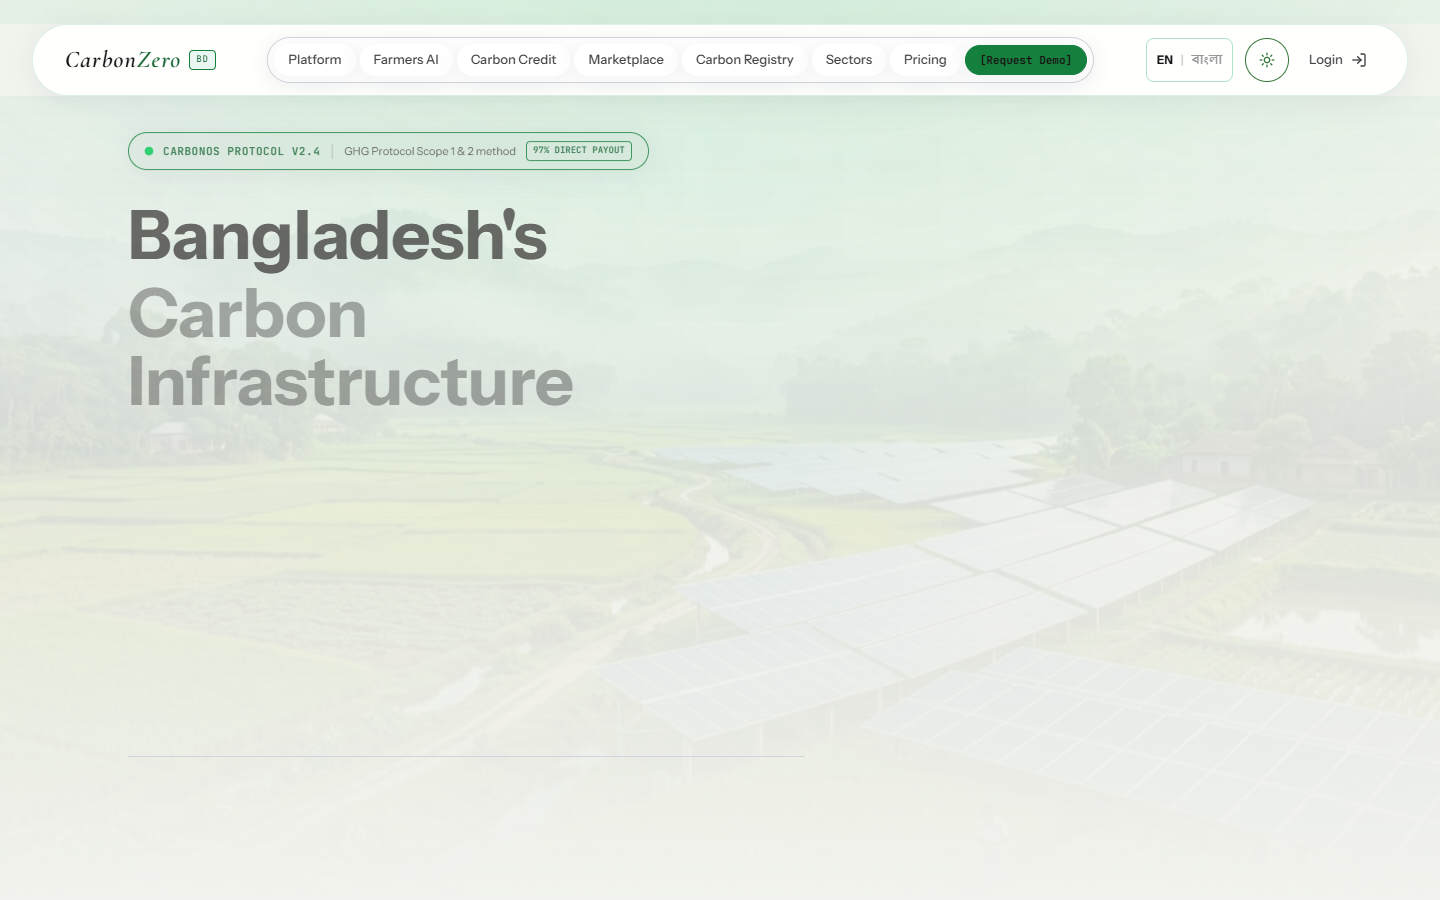 CarbonZero BD
Platform Farmers AI Carbon Credit Marketplace Carbon Registry Sectors Pricing [Request Demo]
EN | বাংলা
Login
CARBONOS PROTOCOL V2.4 | GHG Protocol Scope 1 & 2 method 97% DIRECT PAYOUT
Bangladesh's
Carbon
Infrastructure